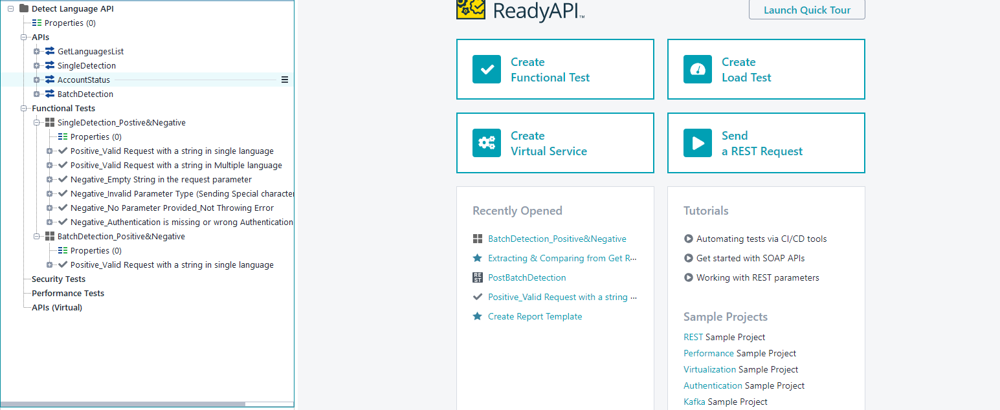 Detect Language API
Properties (0)
APIs
GetLanguagesList
SingleDetection
AccountStatus
BatchDetection
Functional Tests
SingleDetection_Postive&Negative
Properties (0)
Positive_Valid Request with a string in single language
Positive_Valid Request with a string in Multiple language
Negative_Empty String in the request parameter
Negative_Invalid Parameter Type (Sending Special character
Negative_No Parameter Provided_Not Throwing Error
Negative_Authentication is missing or wrong Authentication
BatchDetection_Positive&Negative
Properties (0)
Positive_Valid Request with a string in single language
Security Tests
Performance Tests
APIs (Virtual)
ReadyAPI™
Launch Quick Tour
Create
Functional Test
Create
Load Test
Create
Virtual Service
Send
a REST Request
Recently Opened
BatchDetection_Positive&Negative
Extracting & Comparing from Get R...
REST
PostBatchDetection
Positive_Valid Request with a string ...
Create Report Template
Tutorials
Automating tests via CI/CD tools
Get started with SOAP APIs
Working with REST parameters
Sample Projects
REST Sample Project
Performance Sample Project
Virtualization Sample Project
Authentication Sample Project
Kafka Sample Project